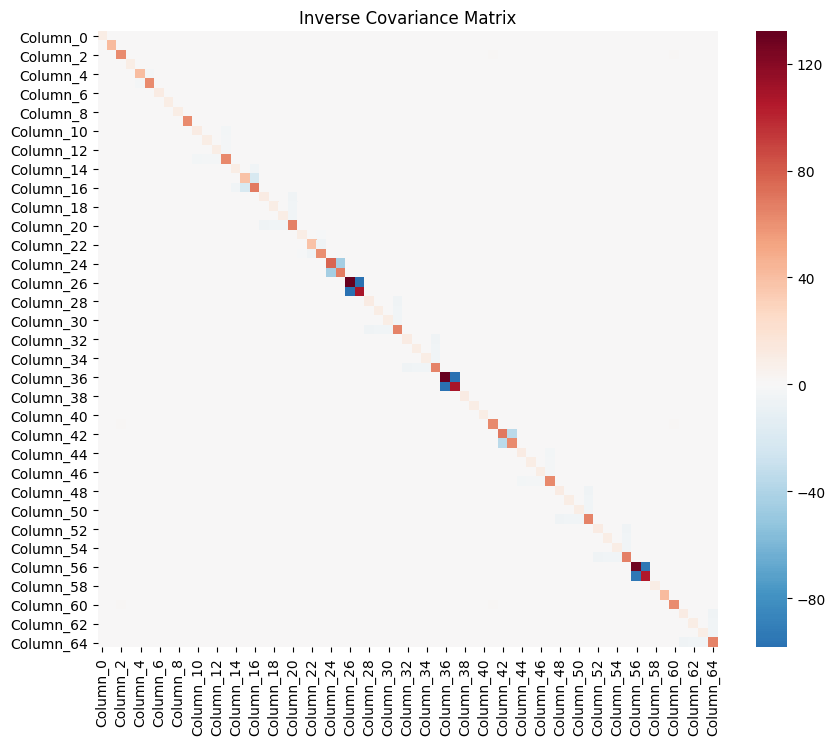 Inverse Covariance Matrix
Column_0
Column_2
Column_4
Column_6
Column_8
Column_10
Column_12
Column_14
Column_16
Column_18
Column_20
Column_22
Column_24
Column_26
Column_28
Column_30
Column_32
Column_34
Column_36
Column_38
Column_40
Column_42
Column_44
Column_46
Column_48
Column_50
Column_52
Column_54
Column_56
Column_58
Column_60
Column_62
Column_64
Column_0
Column_2
Column_4
Column_6
Column_8
Column_10
Column_12
Column_14
Column_16
Column_18
Column_20
Column_22
Column_24
Column_26
Column_28
Column_30
Column_32
Column_34
Column_36
Column_38
Column_40
Column_42
Column_44
Column_46
Column_48
Column_50
Column_52
Column_54
Column_56
Column_58
Column_60
Column_62
Column_64
120
80
40
0
−40
−80